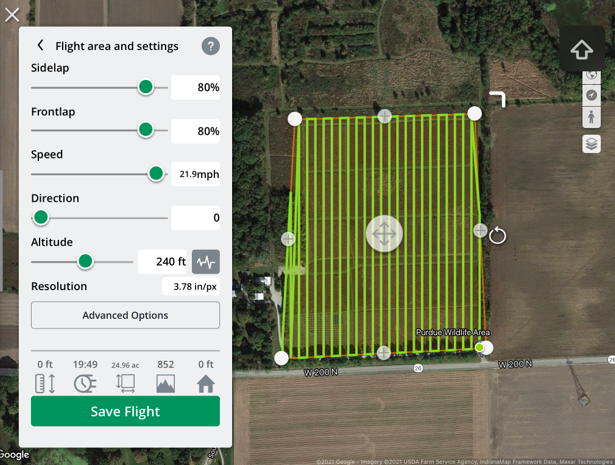 Flight area and settings
?
Sidelap
80%
Frontlap
80%
Speed
21.9mph
Direction
0
Altitude
240 ft
Resolution
3.78 in/px
Advanced Options
0 ft 19:49 24.96 ac 852 0 ft
Save Flight
Purdue Wildlife Area
W 200 N
26
W 200 N
26
Google
©2021 Google - Imagery ©2021 USDA Farm Service Agency, IndianaMap Framework Data, Maxar Technologies